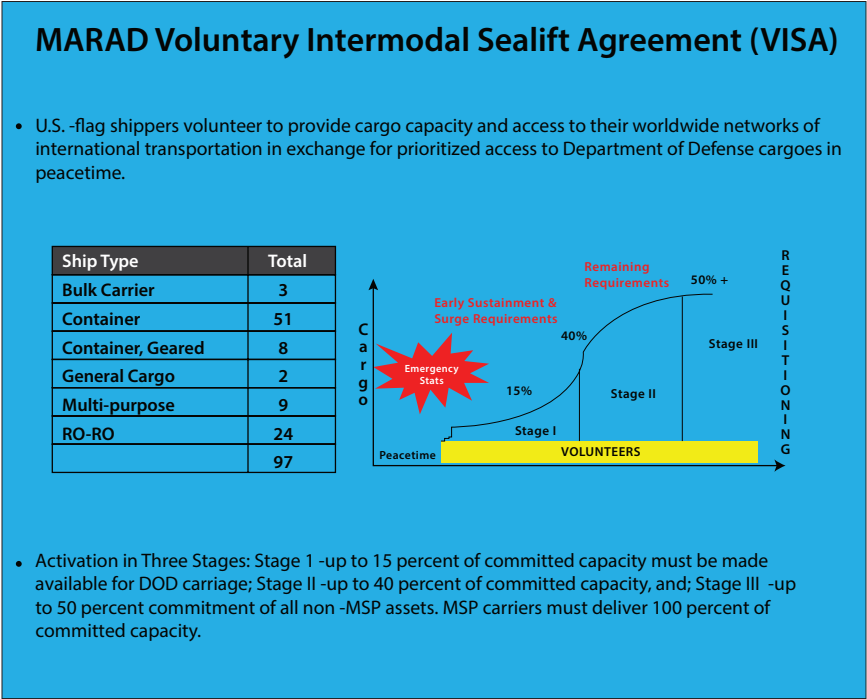 MARAD Voluntary Intermodal Sealift Agreement (VISA)
• U.S. -flag shippers volunteer to provide cargo capacity and access to their worldwide networks of
international transportation in exchange for prioritized access to Department of Defense cargoes in
peacetime.
Ship Type Total
Bulk Carrier 3
Container 51
Container, Geared 8
General Cargo 2
Multi-purpose 9
RO-RO 24
97
Cargo
Emergency
Stats
Early Sustainment &
Surge Requirements
Remaining
Requirements
50% +
40%
15%
Stage I
Stage II
Stage III
Peacetime
VOLUNTEERS
REQUISITIONING
• Activation in Three Stages: Stage 1 -up to 15 percent of committed capacity must be made
available for DOD carriage; Stage II -up to 40 percent of committed capacity, and; Stage III -up
to 50 percent commitment of all non -MSP assets. MSP carriers must deliver 100 percent of
committed capacity.